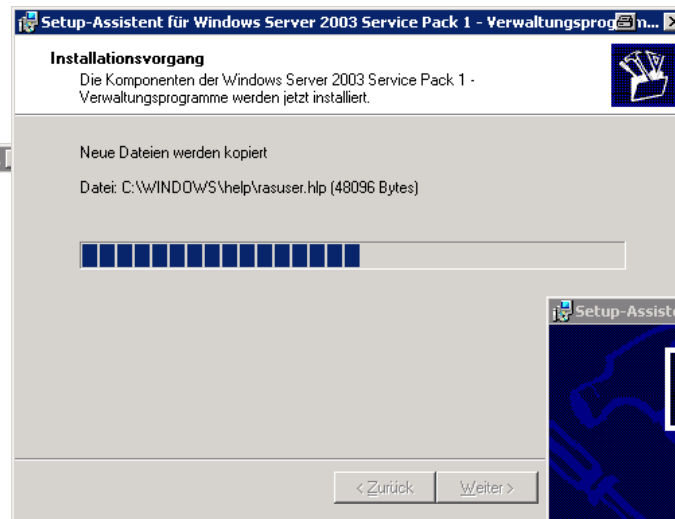 Setup-Assistent für Windows Server 2003 Service Pack 1 - Verwaltungsprog n...
Installationsvorgang
Die Komponenten der Windows Server 2003 Service Pack 1 -
Verwaltungsprogramme werden jetzt installiert.
Neue Dateien werden kopiert
Datei: C:\WINDOWS\help\rasuser.hlp (48096 Bytes)
Setup-Assiste
< Zurück
Weiter >